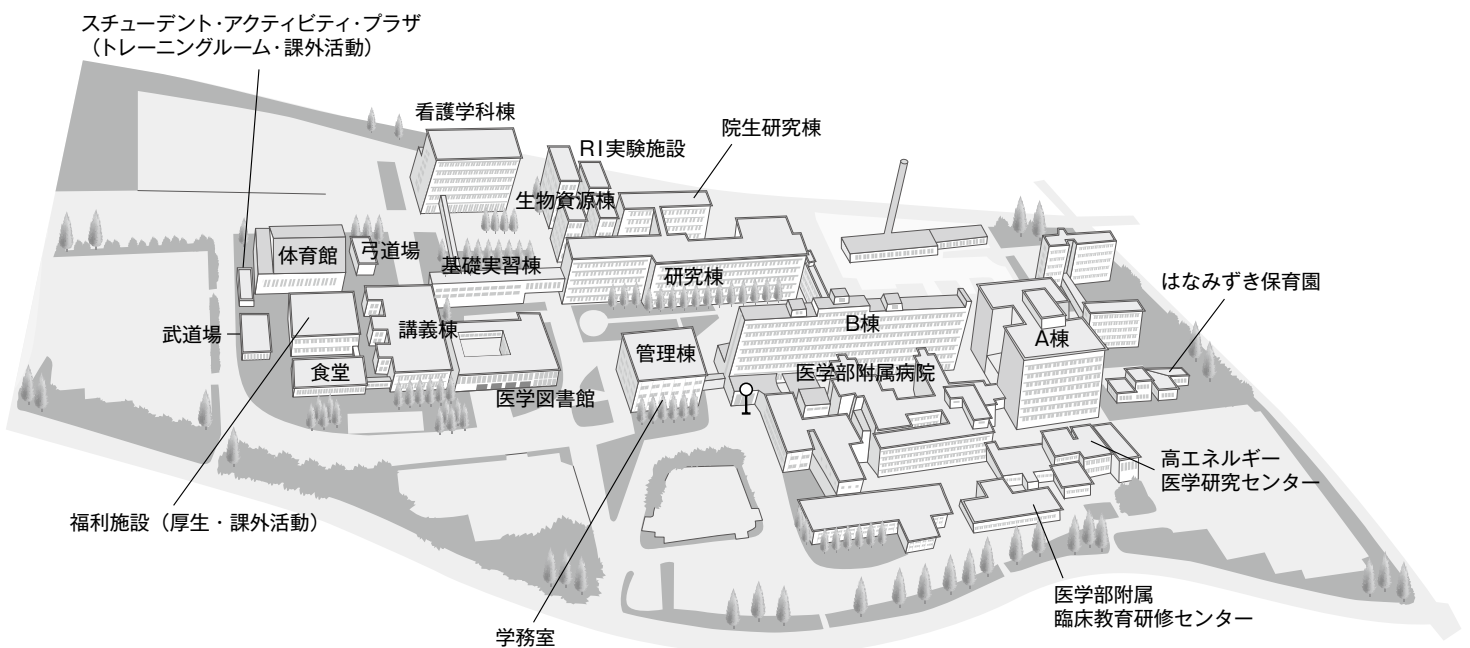 スチューデント・アクティビティ・プラザ
（トレーニングルーム・課外活動）
看護学科棟
院生研究棟
RI実験施設
生物資源棟
体育館
弓道場
基礎実習棟
研究棟
はなみずき保育園
武道場
講義棟
B棟
A棟
管理棟
食堂
医学部附属病院
医学図書館
高エネルギー
医学研究センター
福利施設（厚生・課外活動）
医学部附属
臨床教育研修センター
学務室